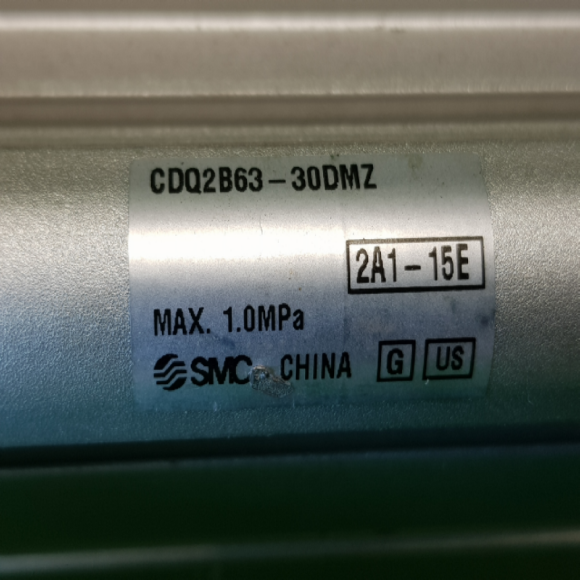 CDQ2B63-30DMZ
2A1-15E
MAX. 1.0MPa
SMC CHINA G US